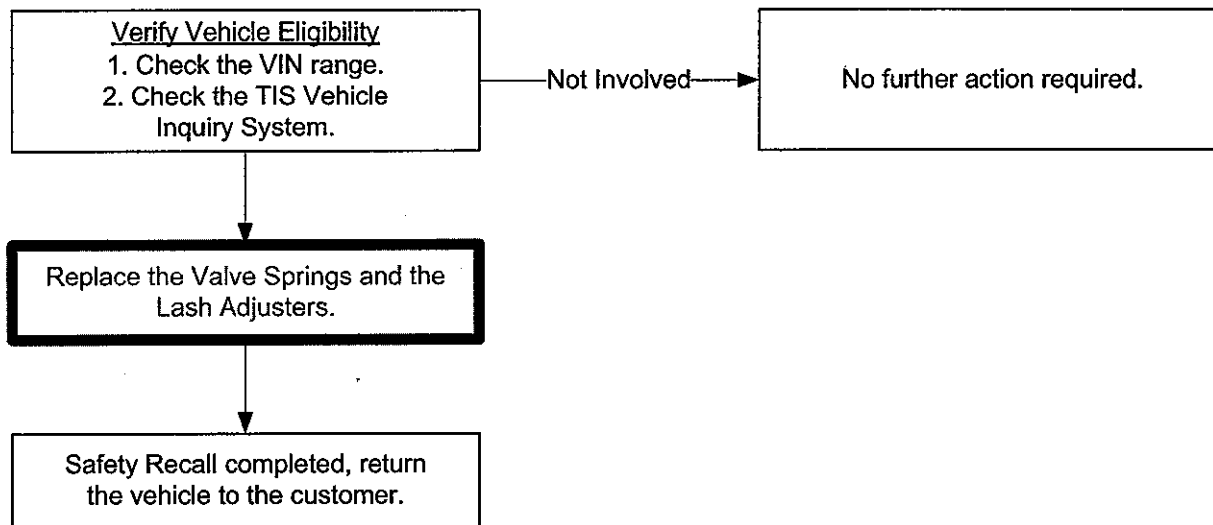 Verify Vehicle Eligibility
1. Check the VIN range.
2. Check the TIS Vehicle
Inquiry System.
Not Involved
No further action required.
Replace the Valve Springs and the
Lash Adjusters.
Safety Recall completed, return
the vehicle to the customer.